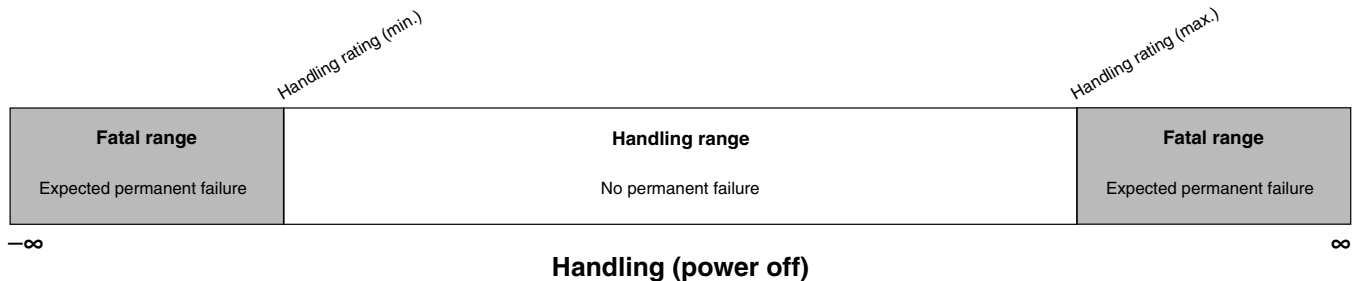 Handling rating (min.)
Handling rating (max.)
Fatal range
Handling range
Fatal range
Expected permanent failure
No permanent failure
Expected permanent failure
–∞
∞
Handling (power off)